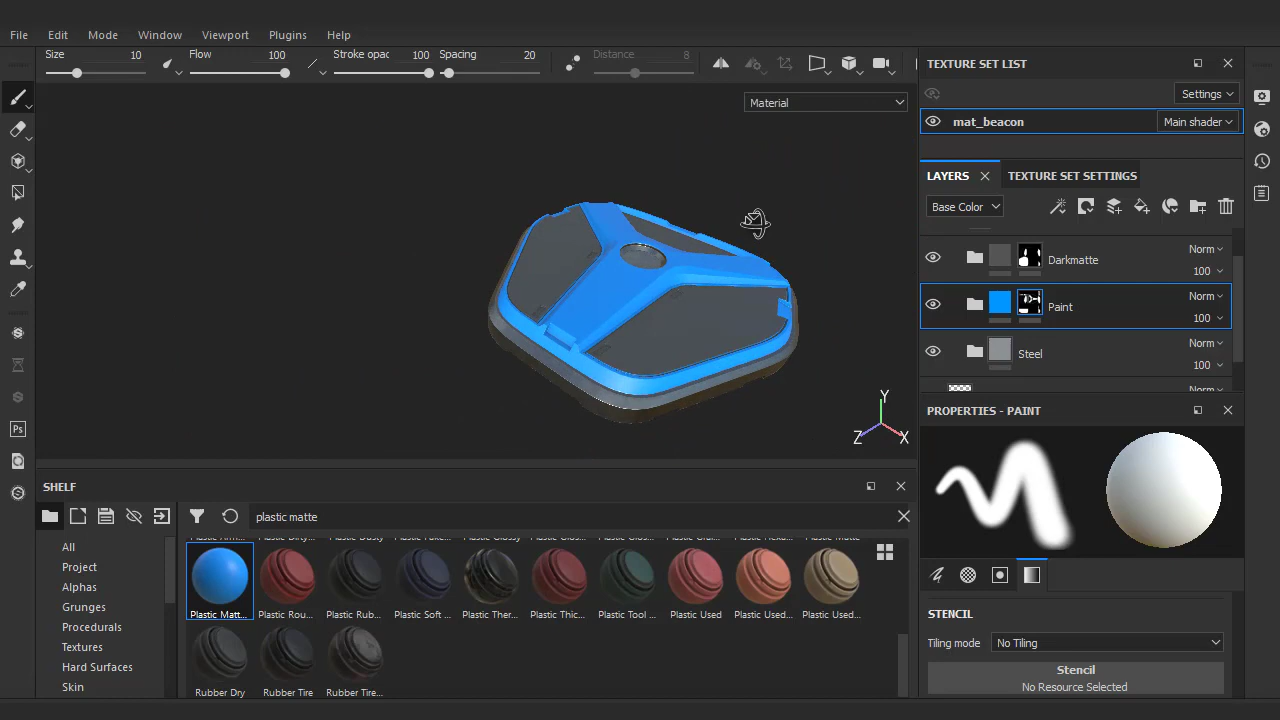 File Edit Mode Window Viewport Plugins Help
Size 10 Flow 100 Stroke opac 100 Spacing 20 Distance: 8
Material
TEXTURE SET LIST
Settings
mat_beacon Main shader
LAYERS TEXTURE SET SETTINGS
Base Color
Darkmatte Norm 100
Paint Norm 100
Steel Norm 100
PROPERTIES - PAINT
Y
Z X
SHELF
plastic matte
All
Project
Alphas
Grunges
Procedurals
Textures
Hard Surfaces
Skin
Plastic Matt... Plastic Rou... Plastic Rub... Plastic Soft ... Plastic Ther... Plastic Thic... Plastic Tool ... Plastic Used Plastic Used... Plastic Used...
Rubber Dry Rubber Tire Rubber Tire...
STENCIL
Tiling mode No Tiling
Stencil
No Resource Selected
Ps